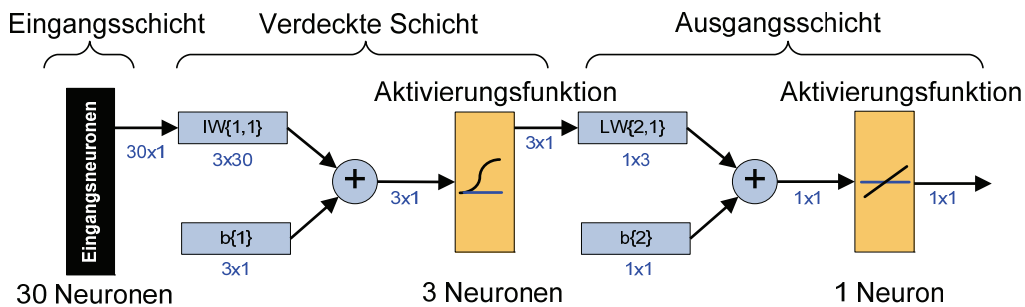 Eingangsschicht
Verdeckte Schicht
Ausgangsschicht
Aktivierungsfunktion
Aktivierungsfunktion
Eingangsneuronen
30x1
IW{1,1}
3x30
b{1}
3x1
+
3x1
3x1
LW{2,1}
1x3
b{2}
1x1
+
1x1
1x1
30 Neuronen
3 Neuronen
1 Neuron